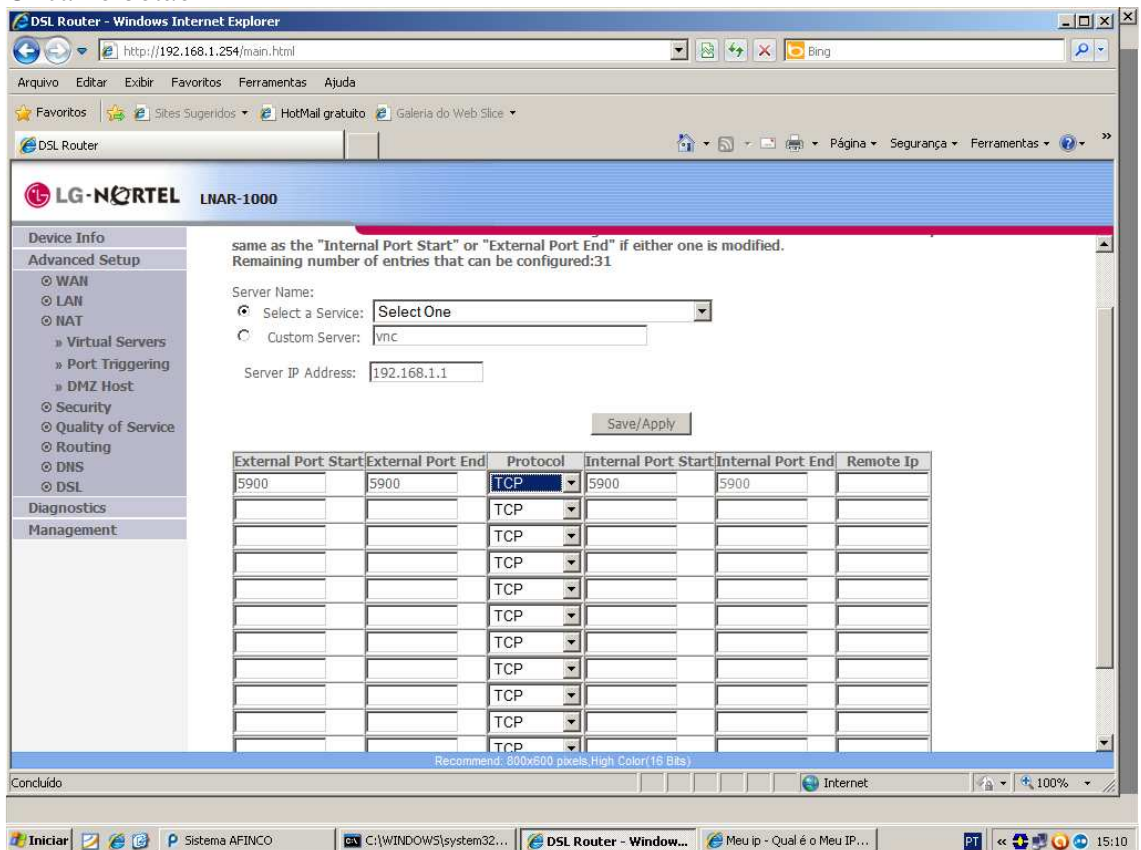 DSL Router - Windows Internet Explorer
http://192.168.1.254/main.html
Bing
Arquivo Editar Exibir Favoritos Ferramentas Ajuda
Favoritos Sites Sugeridos HotMail gratuito Galeria do Web Slice
DSL Router
Página Segurança Ferramentas
LG-NORTEL LNAR-1000
Device Info
Advanced Setup
WAN
LAN
NAT
» Virtual Servers
» Port Triggering
» DMZ Host
Security
Quality of Service
Routing
DNS
DSL
Diagnostics
Management
same as the "Internal Port Start" or "External Port End" if either one is modified.
Remaining number of entries that can be configured:31
Server Name:
Select a Service: Select One
Custom Server: vnc
Server IP Address: 192.168.1.1
Save/Apply
External Port Start External Port End Protocol Internal Port Start Internal Port End Remote Ip
5900 5900 TCP 5900 5900
TCP
TCP
TCP
TCP
TCP
TCP
TCP
TCP
TCP
TCP
Recommend: 800x600 pixels,High Color(16 Bits)
Concluído Internet 100%
Iniciar Sistema AFINCO C:\WINDOWS\system32... DSL Router - Window... Meu ip - Qual é o Meu IP... PT « 15:10